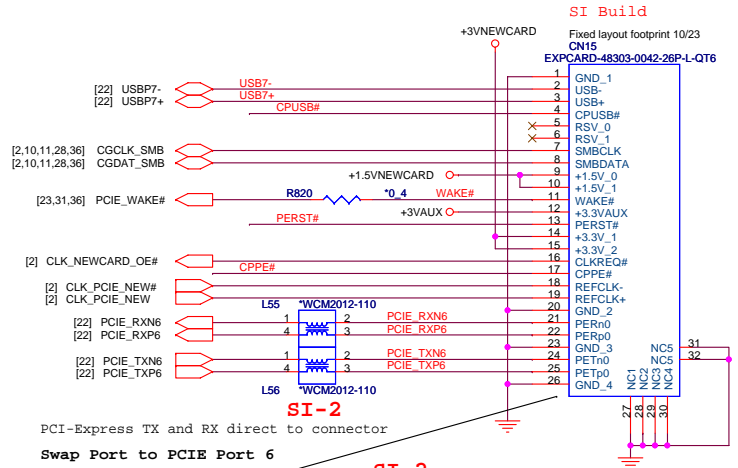 SI Build
+3VNEWCARD
Fixed layout footprint 10/23
CN15
EXPCARD-48303-0042-26P-L-QT6
1 GND_1
[22] USBP7- USB7- 2 USB-
[22] USBP7+ USB7+ 3 USB+
CPUSB# 4 CPUSB#
5 RSV_0
6 RSV_1
[2,10,11,28,36] CGCLK_SMB 7 SMBCLK
[2,10,11,28,36] CGDAT_SMB 8 SMBDATA
+1.5VNEWCARD 9 +1.5V_0
10 +1.5V_1
[23,31,36] PCIE_WAKE# R820 *0_4 WAKE# 11 WAKE#
+3VAUX 12 +3.3VAUX
PERST# 13 PERST#
14 +3.3V_1
15 +3.3V_2
[2] CLK_NEWCARD_OE# 16 CLKREQ#
CPPE# 17 CPPE#
[2] CLK_PCIE_NEW# 18 REFCLK-
[2] CLK_PCIE_NEW 19 REFCLK+
L55 *WCM2012-110 20 GND_2
[22] PCIE_RXN6 1 2 PCIE_RXN6 21 PERn0
[22] PCIE_RXP6 4 3 PCIE_RXP6 22 PERp0
23 GND_3 NC5 31
[22] PCIE_TXN6 1 2 PCIE_TXN6 24 PETn0 NC5 32
[22] PCIE_TXP6 4 3 PCIE_TXP6 25 PETp0
26 GND_4
NC1 NC2 NC3 NC4
27 28 29 30
L56 *WCM2012-110
SI-2
PCI-Express TX and RX direct to connector
Swap Port to PCIE Port 6